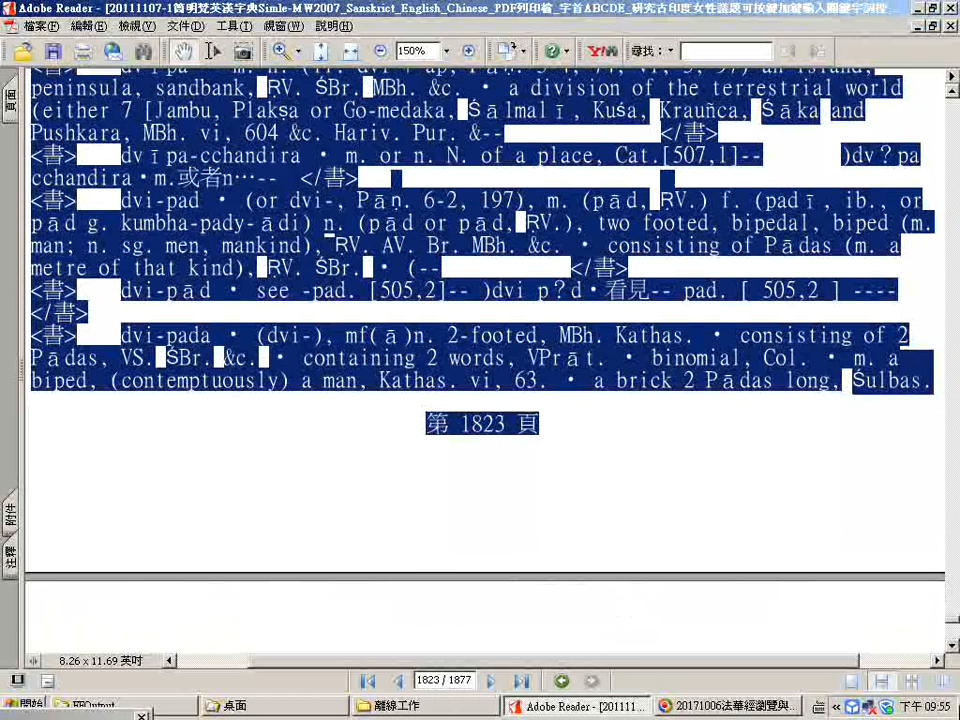 Adobe Reader - [20111107-1簡明梵英漢字典Simle-MW2007_Sanskrict_English_Chinese_PDF列印檔_字首ABCDE_研究古印度女性議題可按鍵加鍵輸入關鍵字詞搜
檔案(F) 編輯(E) 檢視(V) 文件(D) 工具(T) 視窗(W) 說明(H)
150% Y! 尋找:
頁面
peninsula, sandbank, ṚV. ŚBr. MBh. &c. • a division of the terrestrial world
(either 7 [Jambu, Plakṣa or Go-medaka, Śālmalī, Kuśa, Krauñca, Śāka and
Pushkara, MBh. vi, 604 &c. Hariv. Pur. &-- </書>
<書> dvīpa-cchandira • m. or n. N. of a place, Cat.[507,1]-- )dv?pa
cchandira•m.或者n…-- </書>
<書> dvi-pad • (or dvi-, Pāṇ. 6-2, 197), m. (pād, ṚV.) f. (padī, ib., or
pād g. kumbha-pady-ādi) n. (pād or pād, ṚV.), two footed, bipedal, biped (m.
man; n. sg. men, mankind), ṚV. AV. Br. MBh. &c. • consisting of Pādas (m. a
metre of that kind), ṚV. ŚBr. • (-- </書>
<書> dvi-pād • see -pad. [505,2]-- )dvi p?d•看見-- pad. [ 505,2 ] ----
</書>
<書> dvi-pada • (dvi-), mf(ā)n. 2-footed, MBh. Kathas. • consisting of 2
Pādas, VS. ŚBr. &c. • containing 2 words, VPrāt. • binomial, Col. • m. a
biped, (contemptuously) a man, Kathas. vi, 63. • a brick 2 Pādas long, Śulbas.
第 1823 頁
附件
注釋
8.26 x 11.69 英吋
1823 / 1877
開始 FFOutput 桌面 離線工作 Adobe Reader - [201111... 20171006法華經瀏覽與... 下午 09:55